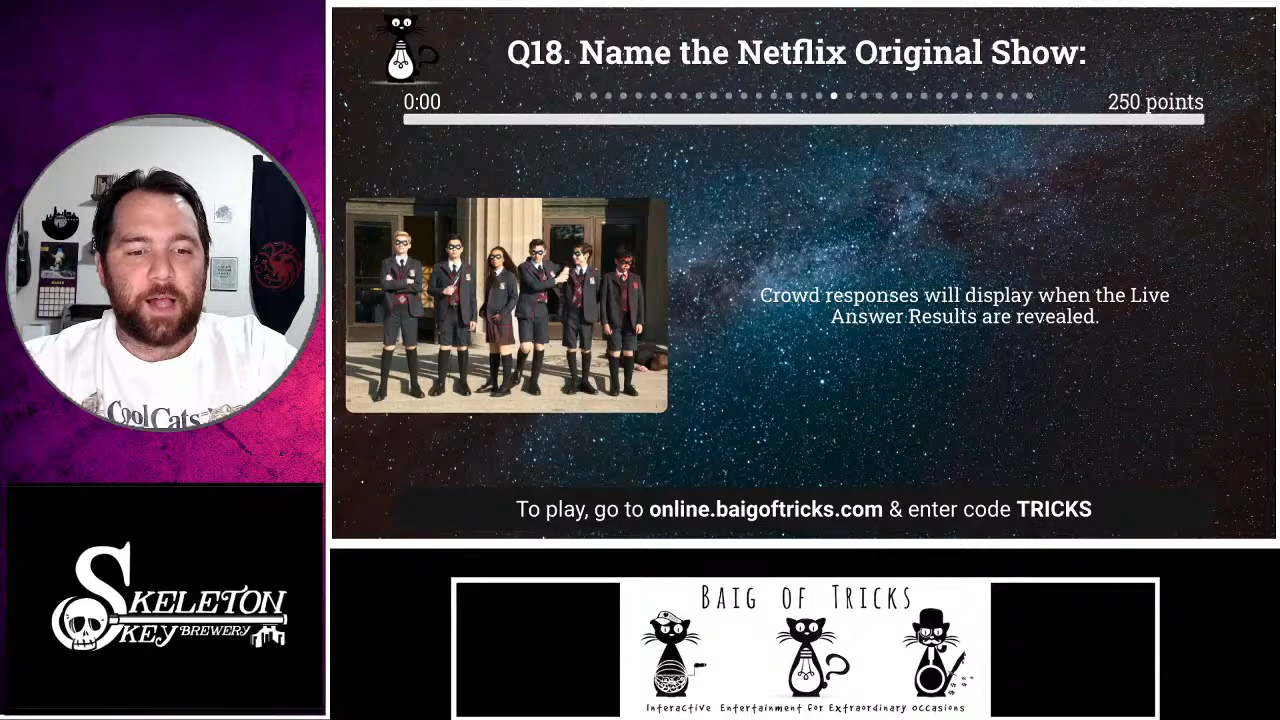 Q18. Name the Netflix Original Show:
0:00
250 points
Crowd responses will display when the Live
Answer Results are revealed.
To play, go to online.baigoftricks.com & enter code TRICKS
Cool Cats
SKELETON
KEY BREWERY
BAIG OF TRICKS
Interactive Entertainment for Extraordinary occasions